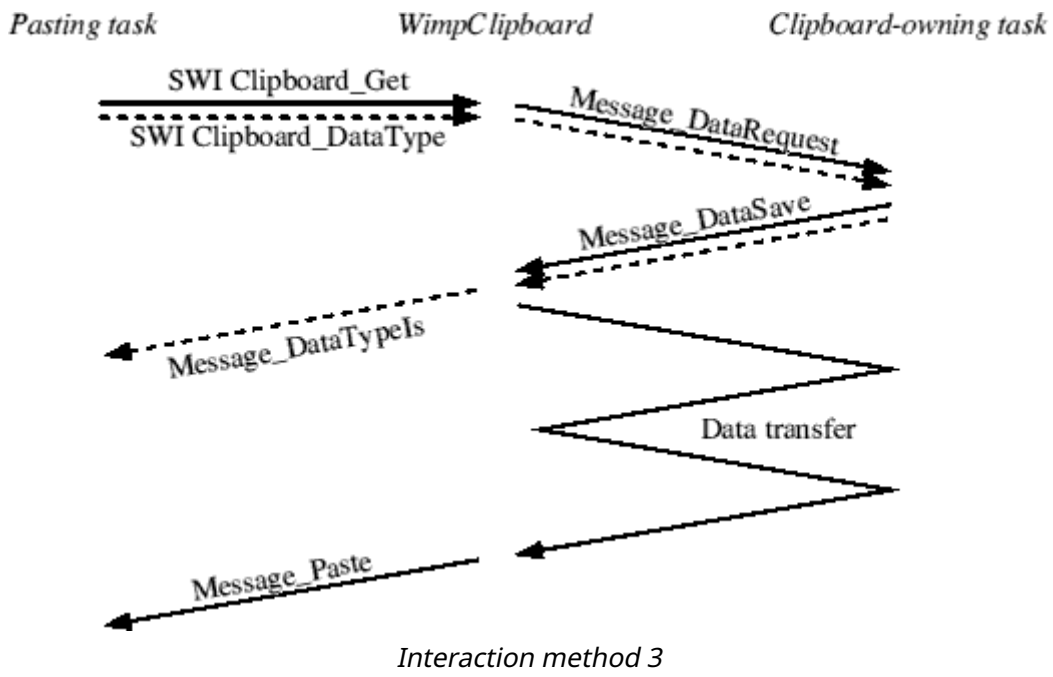 Pasting task
WimpClipboard
Clipboard-owning task
SWI Clipboard_Get
SWI Clipboard_DataType
Message_DataRequest
Message_DataSave
Message_DataTypeIs
Data transfer
Message_Paste
Interaction method 3